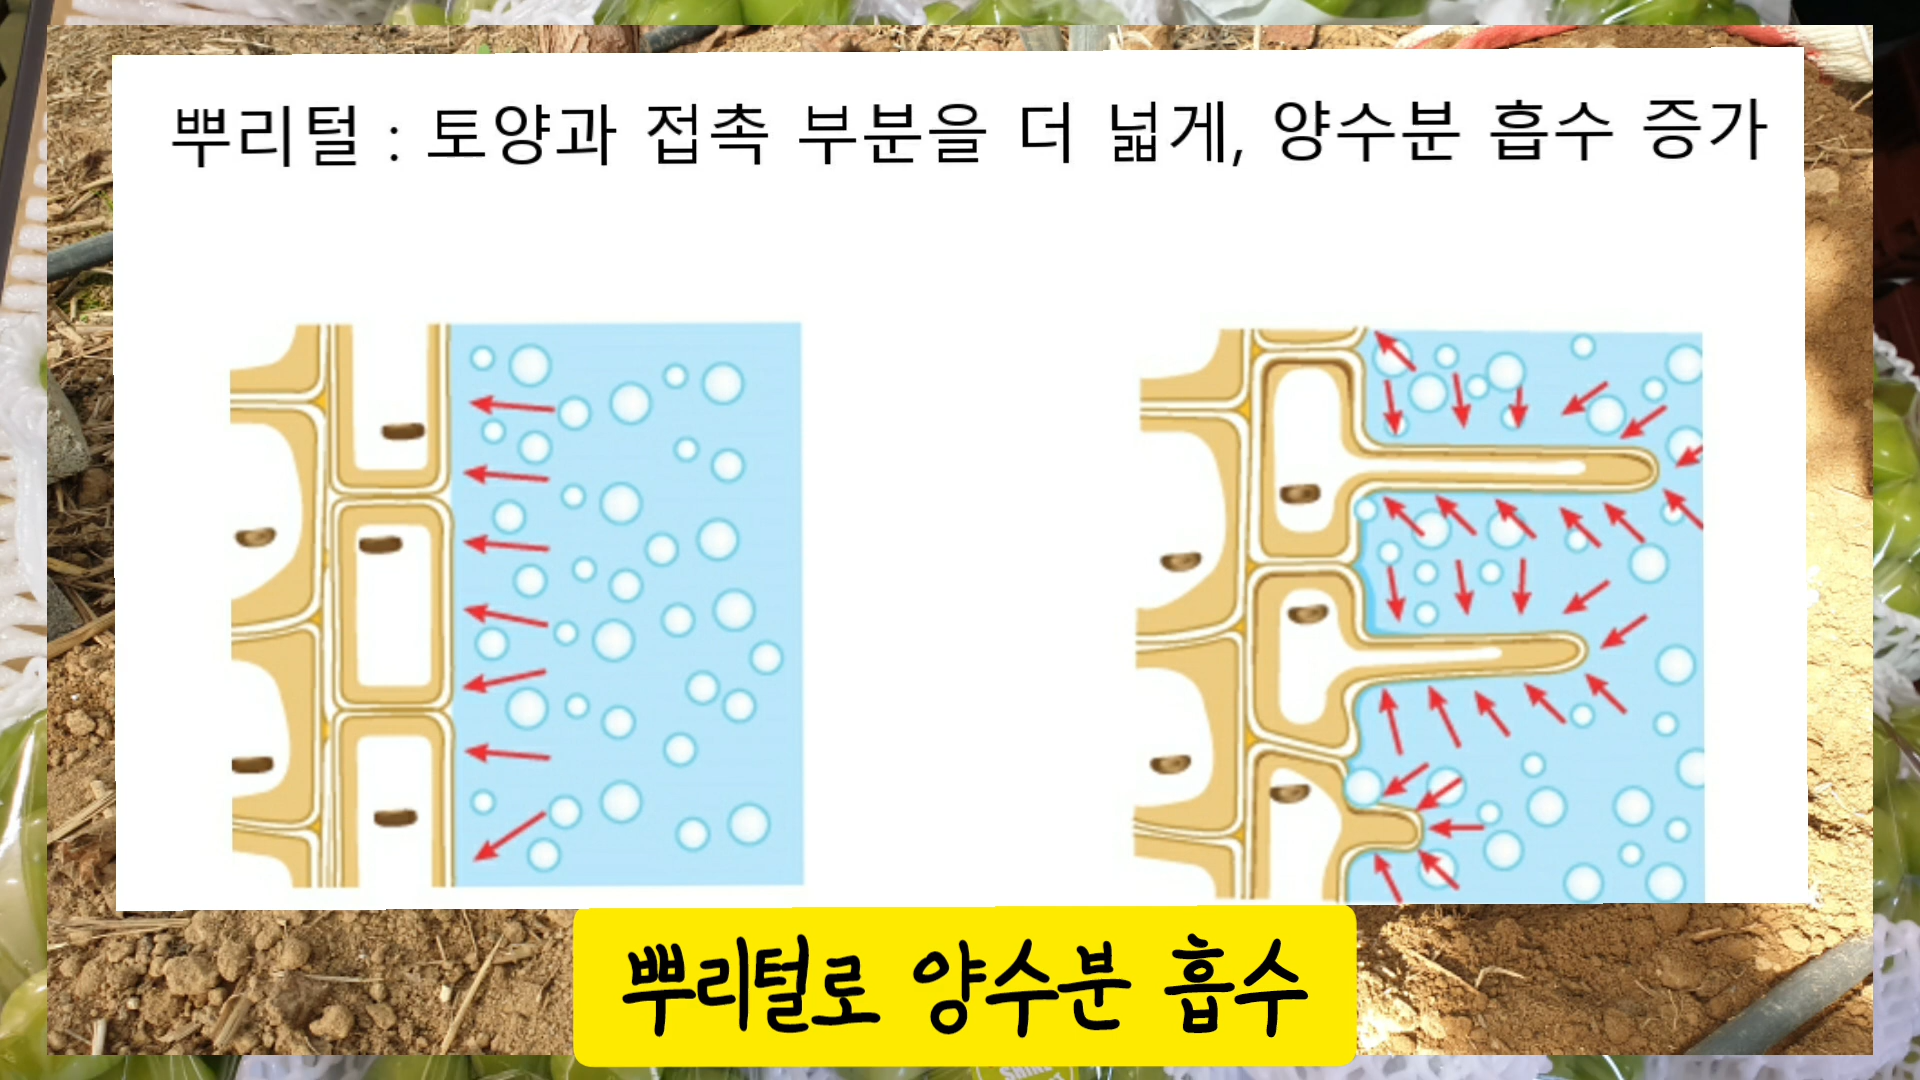 뿌리털 : 토양과 접촉 부분을 더 넓게, 양수분 흡수 증가
뿌리털로 양수분 흡수